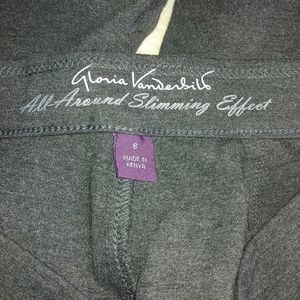 Gloria Vanderbilt
All-Around Slimming Effect
8
MADE IN
KENYA